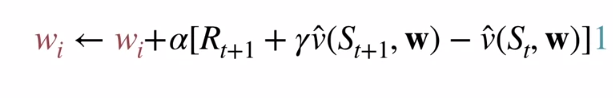 wᵢ ← wᵢ+α[Rₜ₊₁ + γv̂(Sₜ₊₁, 𝐰) − v̂(Sₜ, 𝐰)]1